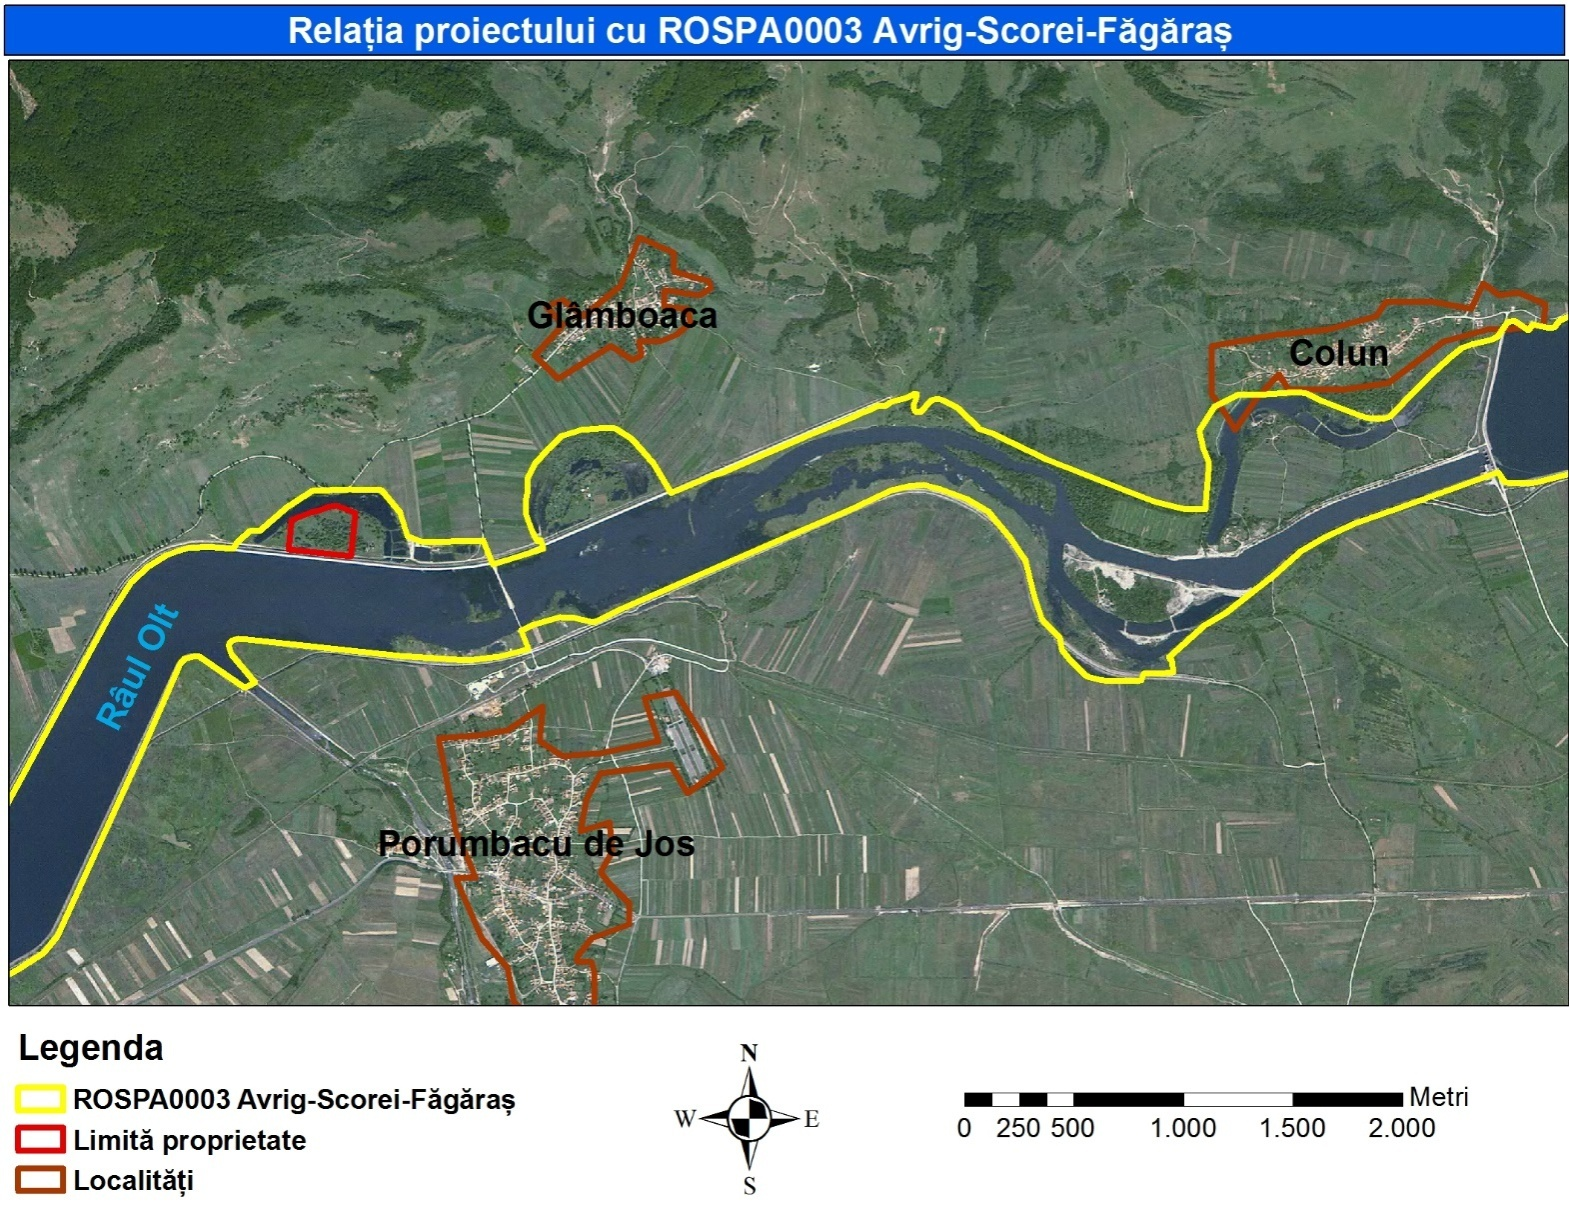 Relația proiectului cu ROSPA0003 Avrig-Scorei-Făgăraș
Glâmboaca
Colun
Râul Olt
Porumbacu de Jos
Legenda
ROSPA0003 Avrig-Scorei-Făgăraș
Limită proprietate
Localități
N
W
E
S
Metri
0 250 500 1.000 1.500 2.000